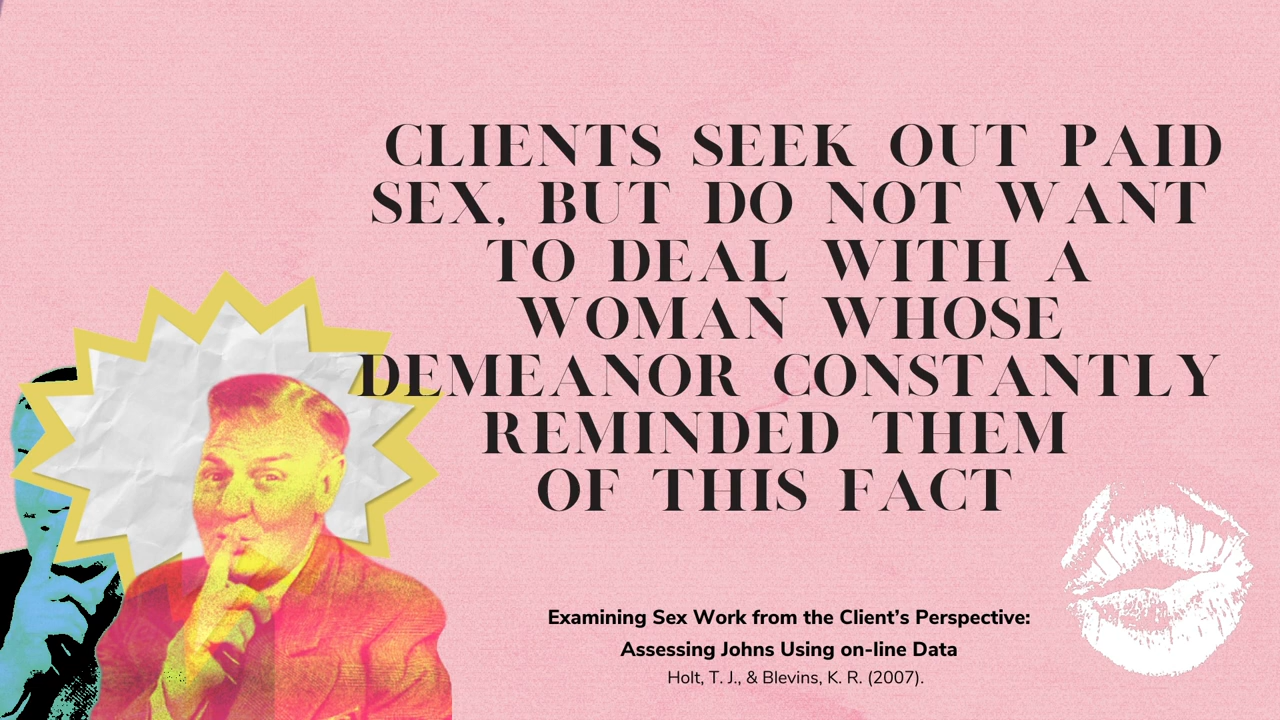 CLIENTS SEEK OUT PAID
SEX, BUT DO NOT WANT
TO DEAL WITH A
WOMAN WHOSE
DEMEANOR CONSTANTLY
REMINDED THEM
OF THIS FACT
Examining Sex Work from the Client’s Perspective:
Assessing Johns Using on-line Data
Holt, T. J., & Blevins, K. R. (2007).